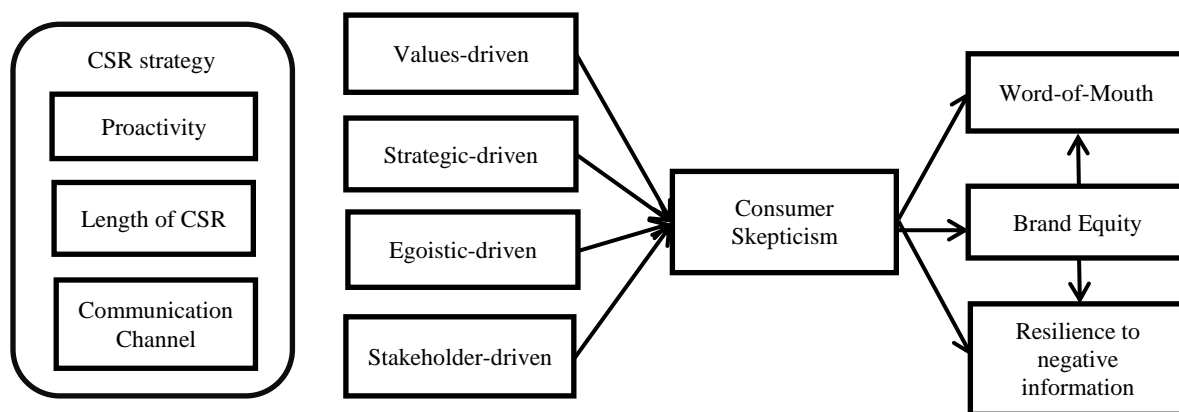 CSR strategy
Proactivity
Length of CSR
Communication
Channel
Values-driven
Strategic-driven
Egoistic-driven
Stakeholder-driven
Consumer
Skepticism
Word-of-Mouth
Brand Equity
Resilience to
negative
information